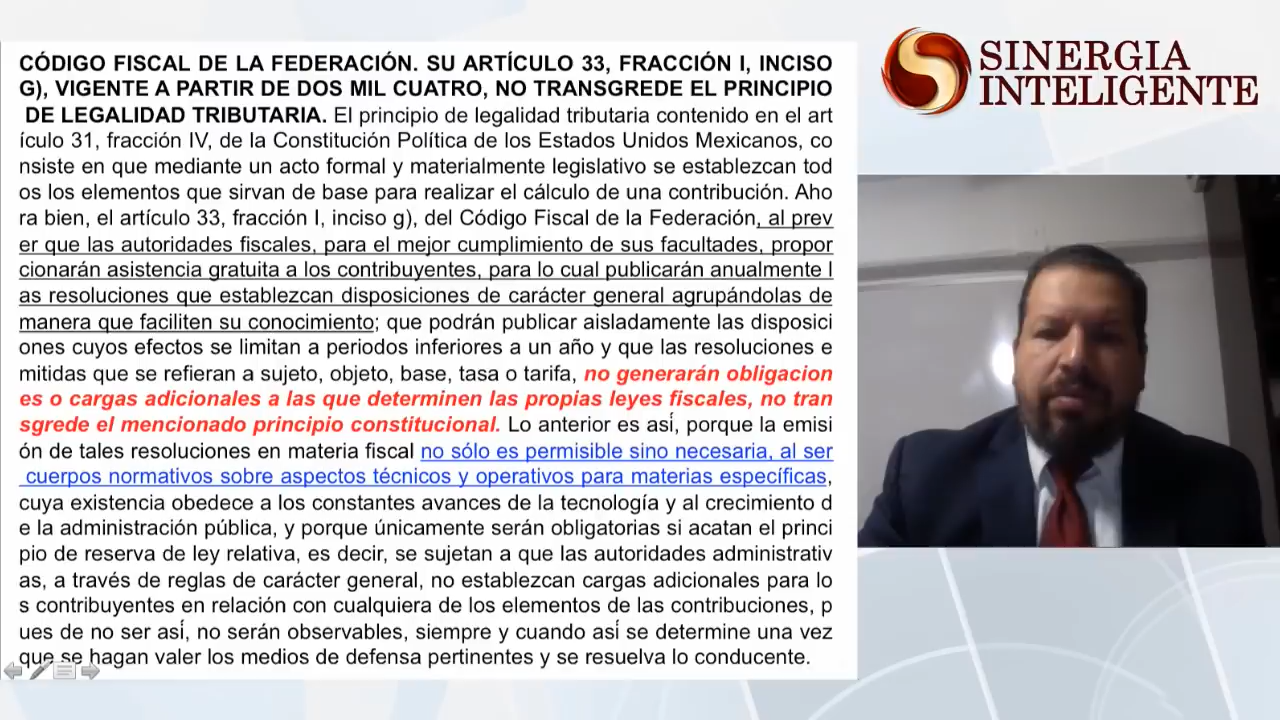 CÓDIGO FISCAL DE LA FEDERACIÓN. SU ARTÍCULO 33, FRACCIÓN I, INCISO
G), VIGENTE A PARTIR DE DOS MIL CUATRO, NO TRANSGREDE EL PRINCIPIO
DE LEGALIDAD TRIBUTARIA. El principio de legalidad tributaria contenido en el art
ículo 31, fracción IV, de la Constitución Política de los Estados Unidos Mexicanos, co
nsiste en que mediante un acto formal y materialmente legislativo se establezcan tod
os los elementos que sirvan de base para realizar el cálculo de una contribución. Aho
ra bien, el artículo 33, fracción I, inciso g), del Código Fiscal de la Federación, al prev
er que las autoridades fiscales, para el mejor cumplimiento de sus facultades, propor
cionarán asistencia gratuita a los contribuyentes, para lo cual publicarán anualmente l
as resoluciones que establezcan disposiciones de carácter general agrupándolas de
manera que faciliten su conocimiento; que podrán publicar aisladamente las disposici
ones cuyos efectos se limitan a periodos inferiores a un año y que las resoluciones e
mitidas que se refieran a sujeto, objeto, base, tasa o tarifa, no generarán obligacion
es o cargas adicionales a las que determinen las propias leyes fiscales, no tran
sgrede el mencionado principio constitucional. Lo anterior es así, porque la emisi
ón de tales resoluciones en materia fiscal no sólo es permisible sino necesaria, al ser
cuerpos normativos sobre aspectos técnicos y operativos para materias específicas,
cuya existencia obedece a los constantes avances de la tecnología y al crecimiento d
e la administración pública, y porque únicamente serán obligatorias si acatan el princi
pio de reserva de ley relativa, es decir, se sujetan a que las autoridades administrativ
as, a través de reglas de carácter general, no establezcan cargas adicionales para lo
s contribuyentes en relación con cualquiera de los elementos de las contribuciones, p
ues de no ser así, no serán observables, siempre y cuando así se determine una vez
que se hagan valer los medios de defensa pertinentes y se resuelva lo conducente.
SINERGIA
INTELIGENTE